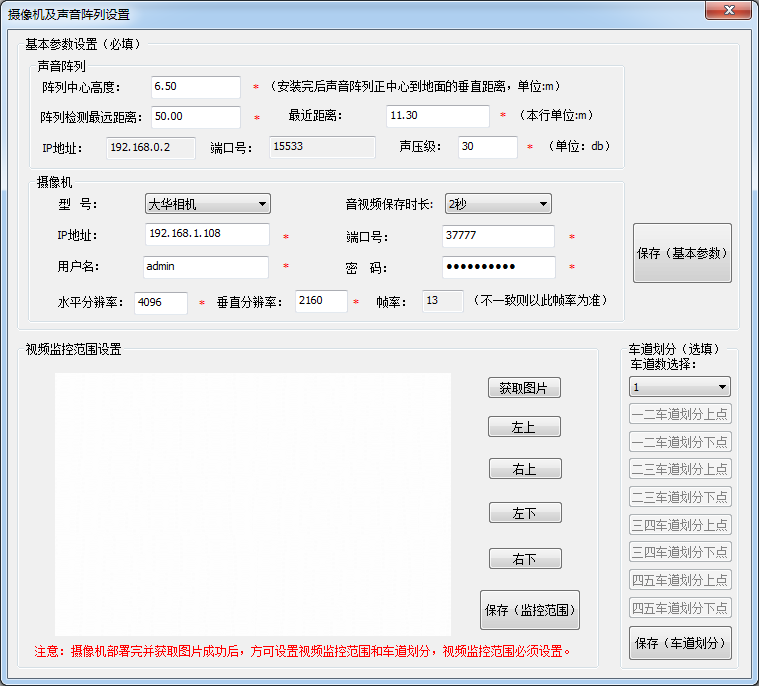 摄像机及声音阵列设置
基本参数设置（必填）
声音阵列
阵列中心高度： 6.50 * （安装完后声音阵列正中心到地面的垂直距离，单位:m）
阵列检测最远距离： 50.00 * 最近距离： 11.30 * （本行单位:m）
IP地址： 192.168.0.2 端口号： 15533 声压级： 30 * （单位：db）
摄像机
型 号： 大华相机 音视频保存时长: 2秒
IP地址： 192.168.1.108 * 端口号： 37777 *
用户名： admin * 密 码： ●●●●●●●●●● *
水平分辨率： 4096 * 垂直分辨率： 2160 * 帧率： 13 （不一致则以此帧率为准）
保存（基本参数）
视频监控范围设置
获取图片
左上
右上
左下
右下
保存（监控范围）
注意：摄像机部署完并获取图片成功后，方可设置视频监控范围和车道划分，视频监控范围必须设置。
车道划分（选填）
车道数选择：
1
一二车道划分上点
一二车道划分下点
二三车道划分上点
二三车道划分下点
三四车道划分上点
三四车道划分下点
四五车道划分上点
四五车道划分下点
保存（车道划分）